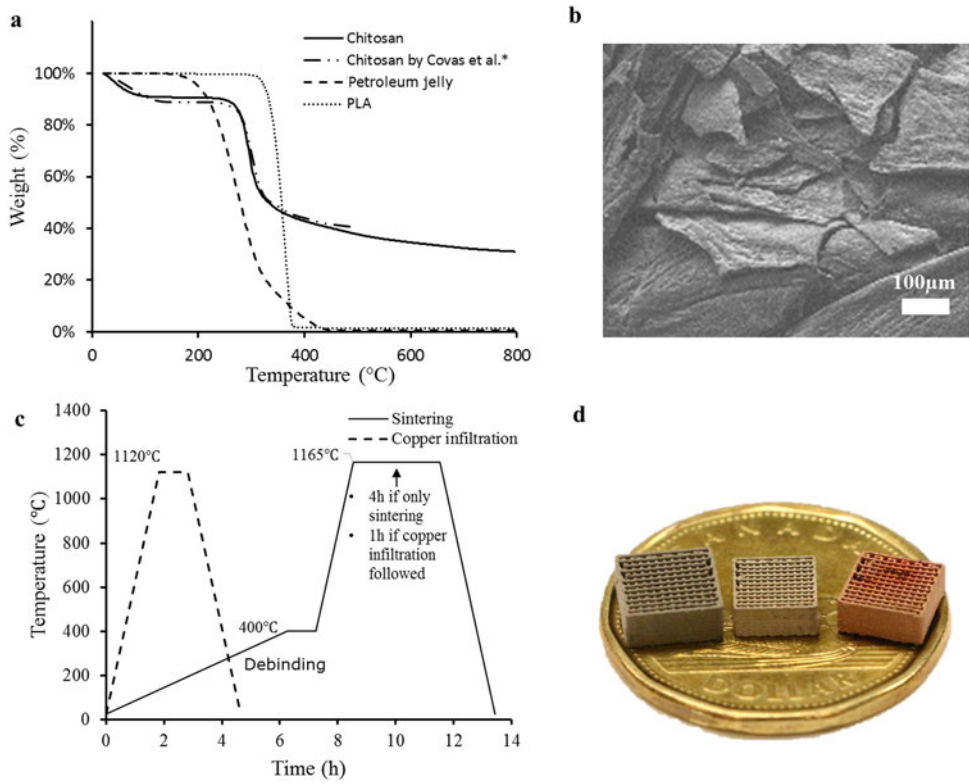 a
Chitosan
Chitosan by Covas et al.*
Petroleum jelly
PLA
100%
80%
60%
40%
20%
0%
Weight (%)
0
200
400
600
800
Temperature (°C)
b
100µm
c
Sintering
Copper infiltration
1400
1200
1000
800
600
400
200
0
Temperature (℃)
1120℃
1165℃
• 4h if only
sintering
• 1h if copper
infiltration
followed
400℃
Debinding
0
2
4
6
8
10
12
14
Time (h)
d
CANADA
DOLLAR